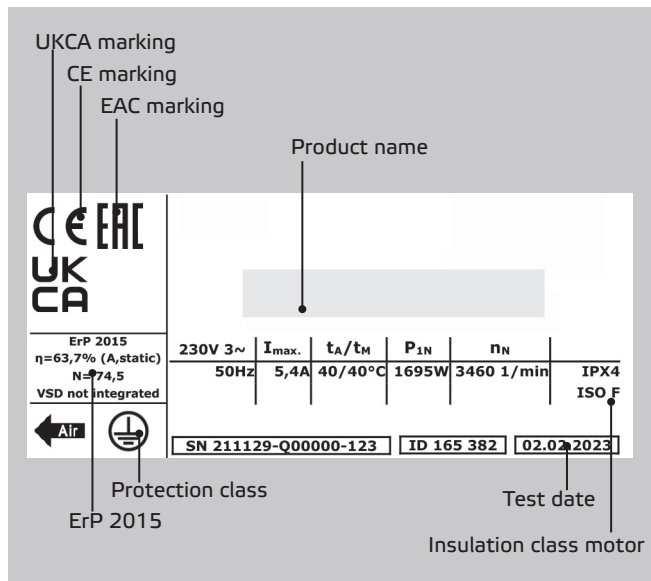 UKCA marking
CE marking
EAC marking
Product name
CE EAC
UK
CA
ErP 2015
η=63,7% (A,static)
N= 74,5
VSD not integrated
230V 3~ Imax. tA/tM P1N nN
50Hz 5,4A 40/40°C 1695W 3460 1/min IPX4
ISO F
Air
SN 211129-Q00000-123 ID 165 382 02.02.2023
Protection class
Test date
ErP 2015
Insulation class motor